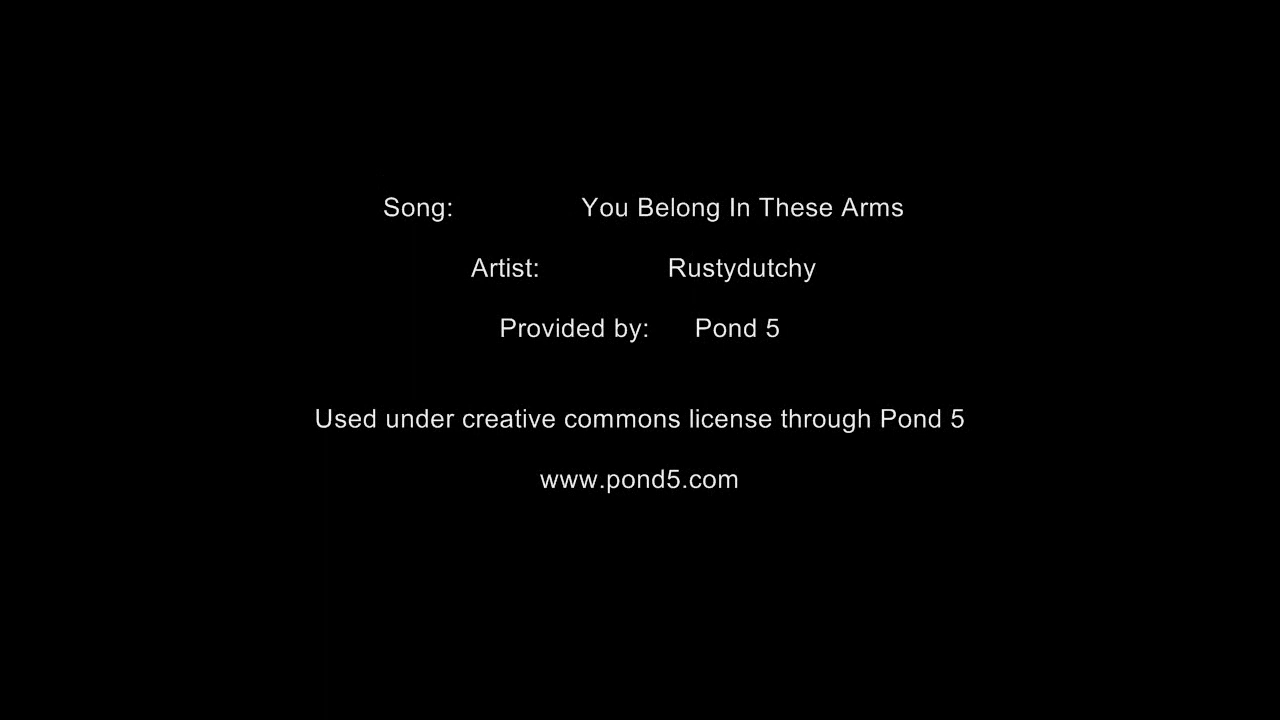 Song: You Belong In These Arms
Artist: Rustydutchy
Provided by: Pond 5
Used under creative commons license through Pond 5
www.pond5.com